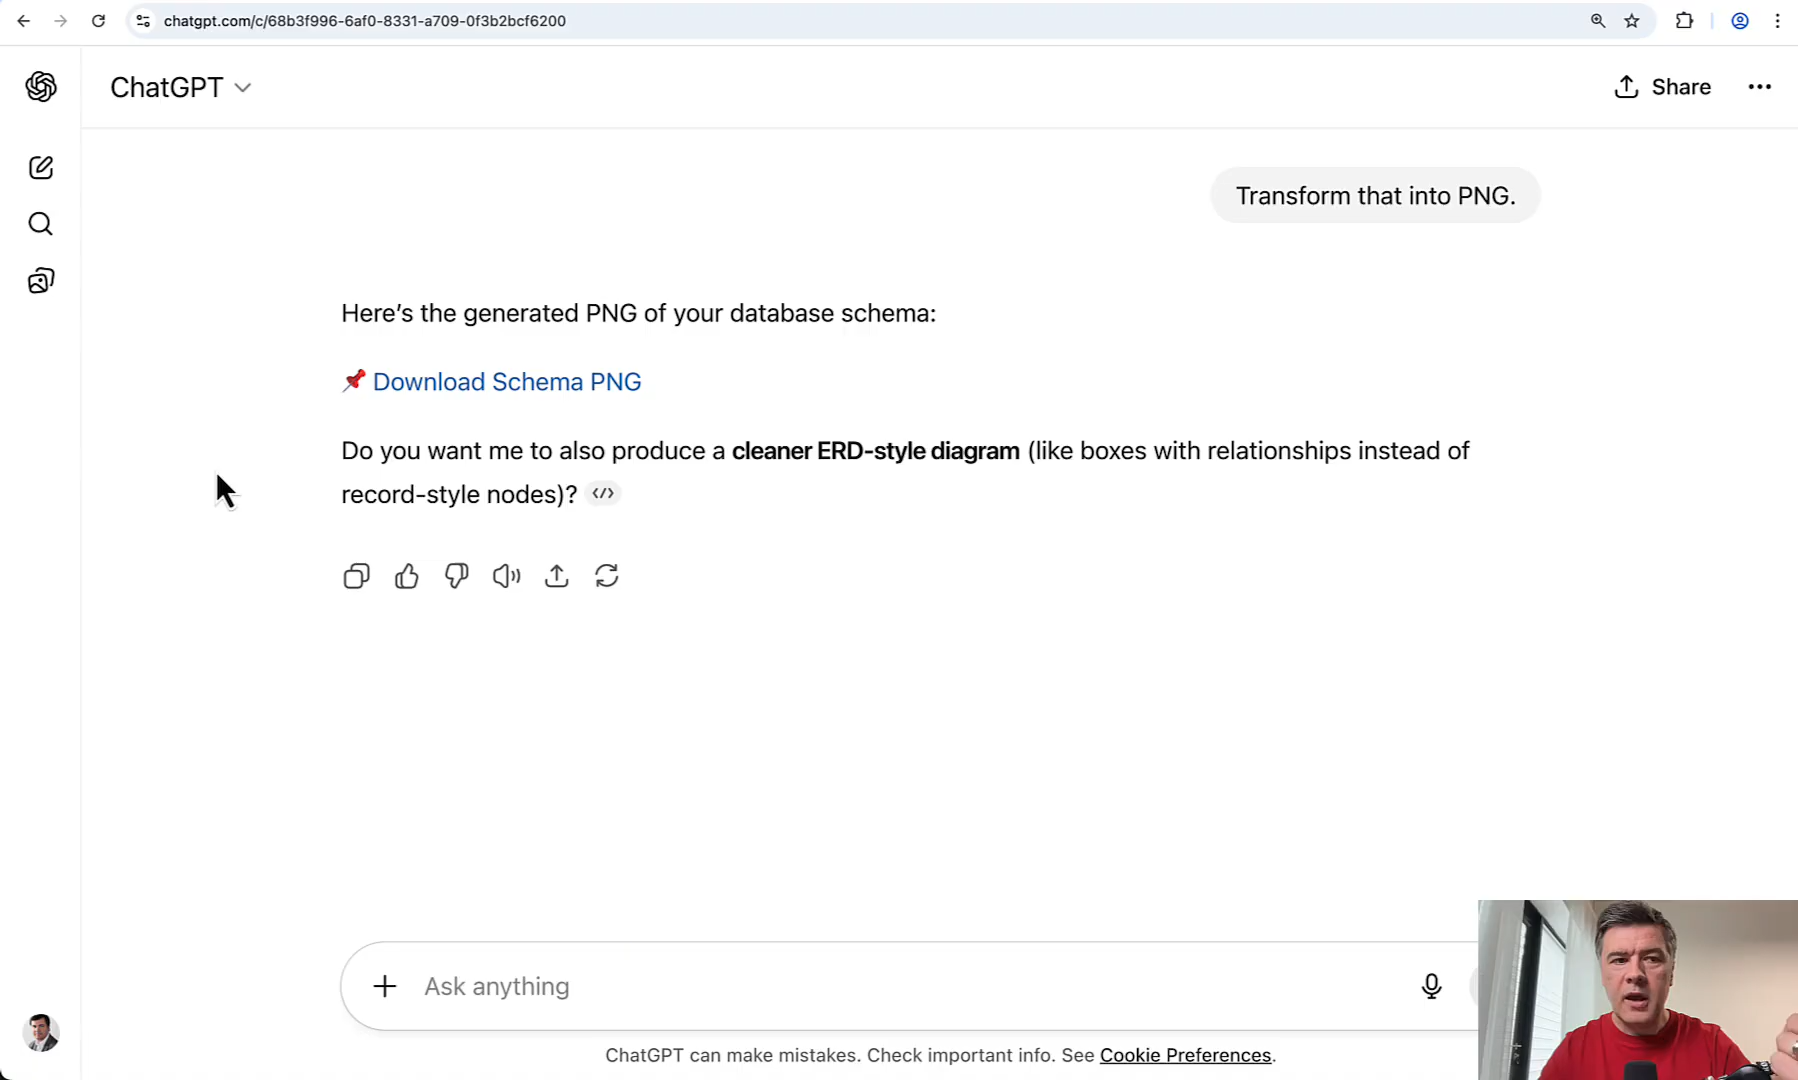 chatgpt.com/c/68b3f996-6af0-8331-a709-0f3b2bcf6200
ChatGPT
Share
Transform that into PNG.
Here's the generated PNG of your database schema:
Download Schema PNG
Do you want me to also produce a cleaner ERD-style diagram (like boxes with relationships instead of
record-style nodes)?
Ask anything
ChatGPT can make mistakes. Check important info. See Cookie Preferences.